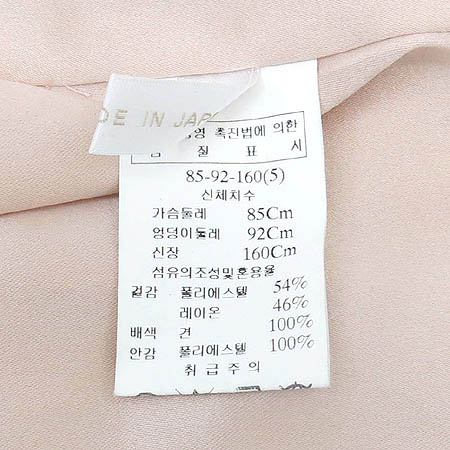 DE IN JAP
촉진법에 의한
질 표 시
85-92-160(5)
신체치수
가슴둘레 85Cm
엉덩이둘레 92Cm
신장 160Cm
섬유의조성및혼용율
겉감 폴리에스텔 54%
레이온 46%
배색 견 100%
안감 폴리에스텔 100%
취급주의